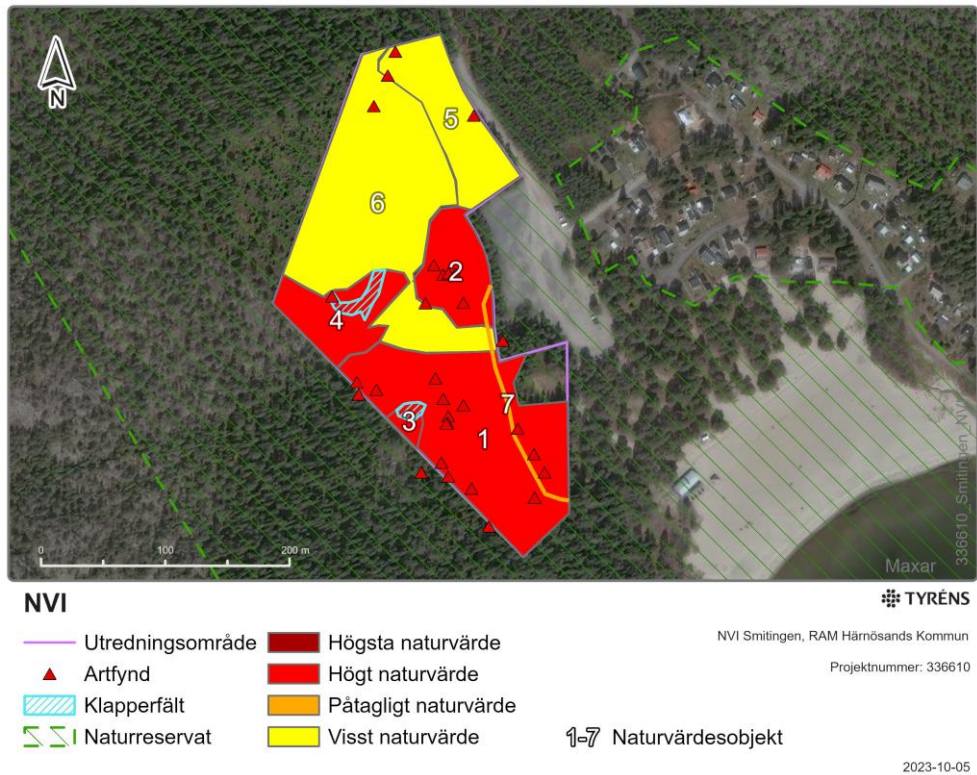 N
5
6
2
4
7
3
1
0 100 200 m
336610_Smitingen_NVI
Maxar
NVI
TYRÉNS
Utredningsområde
Artfynd
Klapperfält
Naturreservat
Högsta naturvärde
Högt naturvärde
Påtagligt naturvärde
Visst naturvärde
1-7 Naturvärdesobjekt
NVI Smitingen, RAM Härnösands Kommun
Projektnummer: 336610
2023-10-05